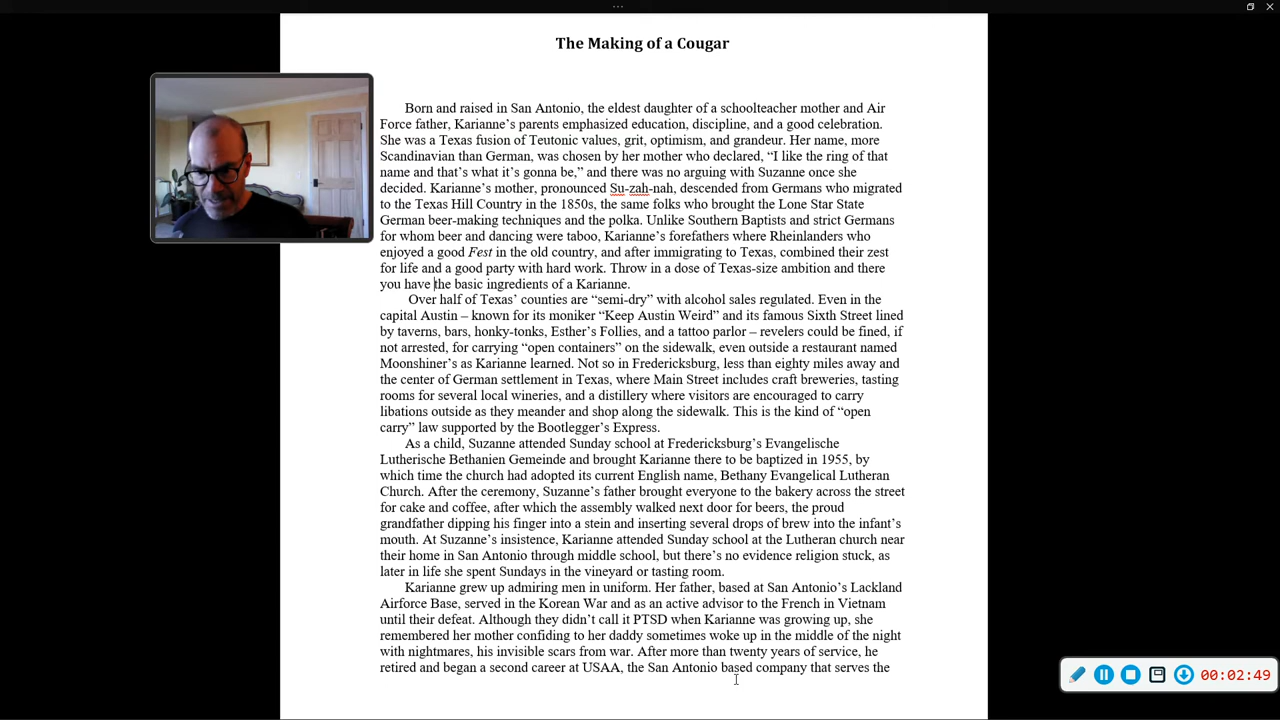 The Making of a Cougar
Born and raised in San Antonio, the eldest daughter of a schoolteacher mother and Air
Force father, Karianne’s parents emphasized education, discipline, and a good celebration.
She was a Texas fusion of Teutonic values, grit, optimism, and grandeur. Her name, more
Scandinavian than German, was chosen by her mother who declared, “I like the ring of that
name and that’s what it’s gonna be,” and there was no arguing with Suzanne once she
decided. Karianne’s mother, pronounced Su-zah-nah, descended from Germans who migrated
to the Texas Hill Country in the 1850s, the same folks who brought the Lone Star State
German beer-making techniques and the polka. Unlike Southern Baptists and strict Germans
for whom beer and dancing were taboo, Karianne’s forefathers where Rheinlanders who
enjoyed a good Fest in the old country, and after immigrating to Texas, combined their zest
for life and a good party with hard work. Throw in a dose of Texas-size ambition and there
you have the basic ingredients of a Karianne.
Over half of Texas’ counties are “semi-dry” with alcohol sales regulated. Even in the
capital Austin – known for its moniker “Keep Austin Weird” and its famous Sixth Street lined
by taverns, bars, honky-tonks, Esther’s Follies, and a tattoo parlor – revelers could be fined, if
not arrested, for carrying “open containers” on the sidewalk, even outside a restaurant named
Moonshiner’s as Karianne learned. Not so in Fredericksburg, less than eighty miles away and
the center of German settlement in Texas, where Main Street includes craft breweries, tasting
rooms for several local wineries, and a distillery where visitors are encouraged to carry
libations outside as they meander and shop along the sidewalk. This is the kind of “open
carry” law supported by the Bootlegger’s Express.
As a child, Suzanne attended Sunday school at Fredericksburg’s Evangelische
Lutherische Bethanien Gemeinde and brought Karianne there to be baptized in 1955, by
which time the church had adopted its current English name, Bethany Evangelical Lutheran
Church. After the ceremony, Suzanne’s father brought everyone to the bakery across the street
for cake and coffee, after which the assembly walked next door for beers, the proud
grandfather dipping his finger into a stein and inserting several drops of brew into the infant’s
mouth. At Suzanne’s insistence, Karianne attended Sunday school at the Lutheran church near
their home in San Antonio through middle school, but there’s no evidence religion stuck, as
later in life she spent Sundays in the vineyard or tasting room.
Karianne grew up admiring men in uniform. Her father, based at San Antonio’s Lackland
Airforce Base, served in the Korean War and as an active advisor to the French in Vietnam
until their defeat. Although they didn’t call it PTSD when Karianne was growing up, she
remembered her mother confiding to her daddy sometimes woke up in the middle of the night
with nightmares, his invisible scars from war. After more than twenty years of service, he
retired and began a second career at USAA, the San Antonio based company that serves the
00:02:49